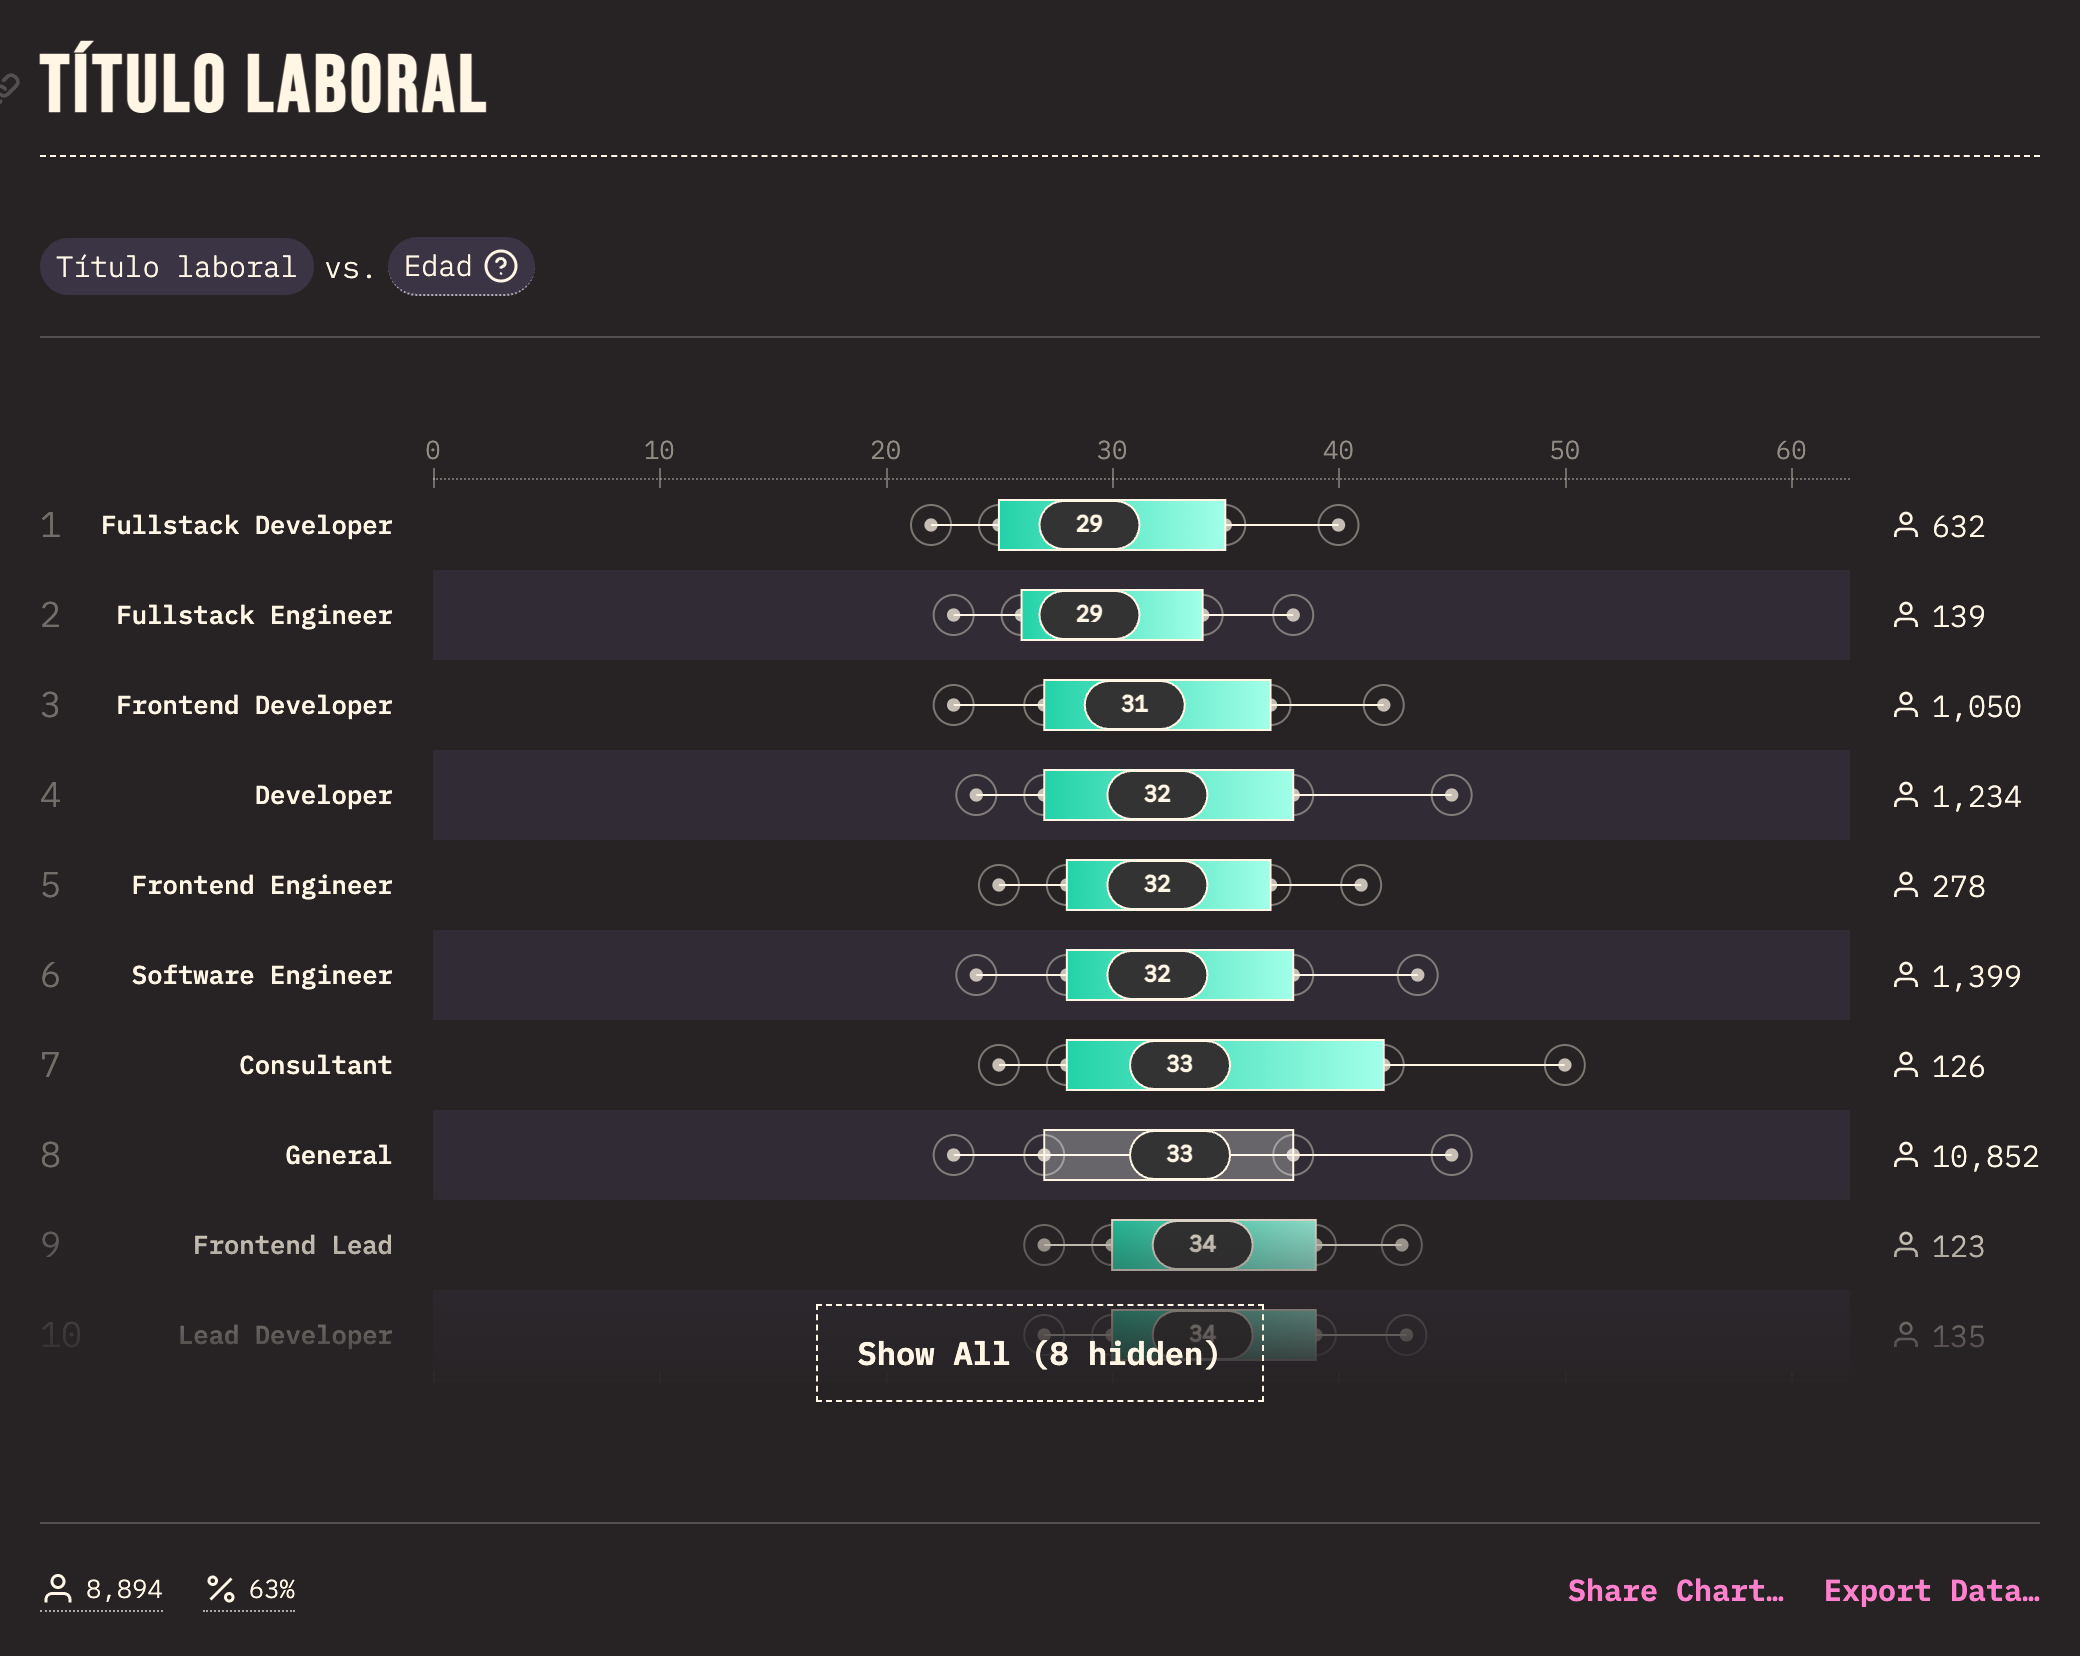 TÍTULO LABORAL
Título laboral vs. Edad ?
0 10 20 30 40 50 60
1 Fullstack Developer 29 632
2 Fullstack Engineer 29 139
3 Frontend Developer 31 1,050
4 Developer 32 1,234
5 Frontend Engineer 32 278
6 Software Engineer 32 1,399
7 Consultant 33 126
8 General 33 10,852
9 Frontend Lead 34 123
10 Lead Developer 34 135
Show All (8 hidden)
8,894 % 63% Share Chart… Export Data…